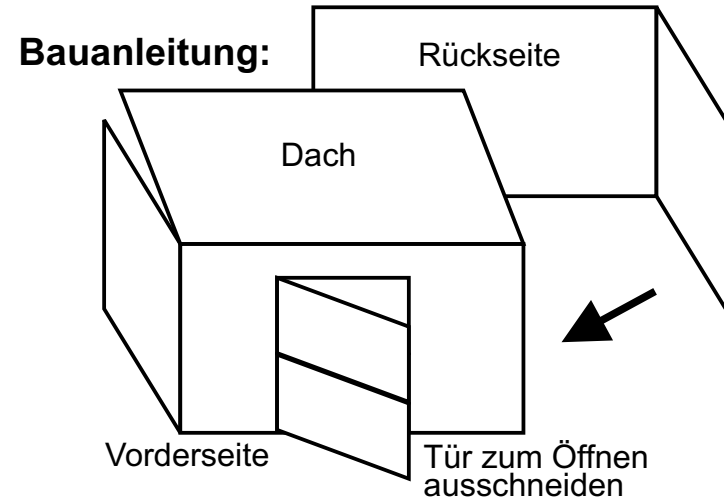 Bauanleitung:
Rückseite
Dach
Vorderseite
Tür zum Öffnen
ausschneiden